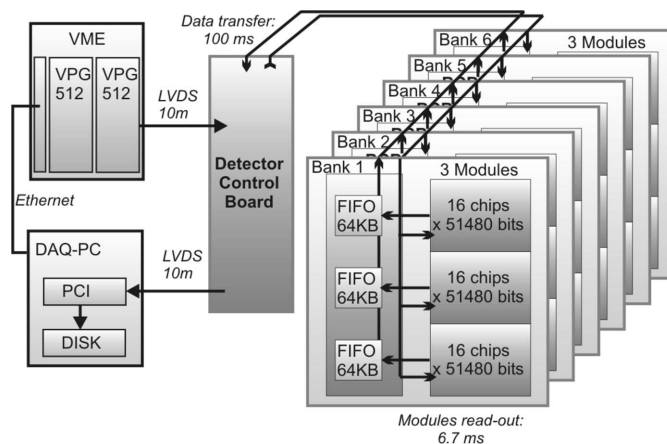 VME
VPG
512
VPG
512
Ethernet
LVDS
10m
DAQ-PC
PCI
DISK
LVDS
10m
Data transfer:
100 ms
Detector
Control
Board
Bank 6
3 Modules
Bank 5
Bank 4
Bank 3
Bank 2
Bank 1
3 Modules
FIFO
64KB
16 chips
x 51480 bits
FIFO
64KB
16 chips
x 51480 bits
FIFO
64KB
16 chips
x 51480 bits
Modules read-out:
6.7 ms